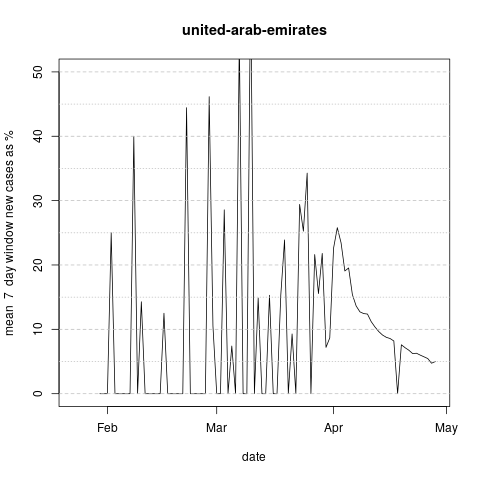 united-arab-emirates
mean 7 day window new cases as %
50
40
30
20
10
0
Feb
Mar
Apr
May
date